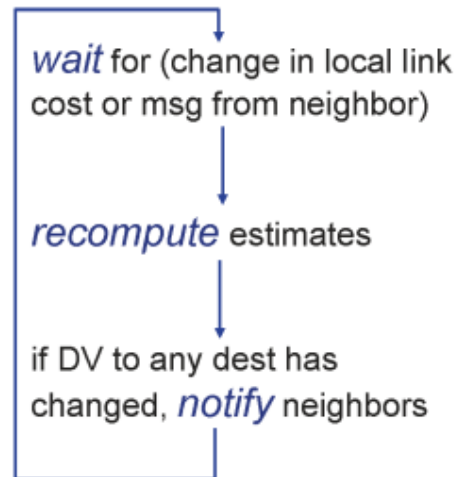 wait for (change in local link
cost or msg from neighbor)
recompute estimates
if DV to any dest has
changed, notify neighbors